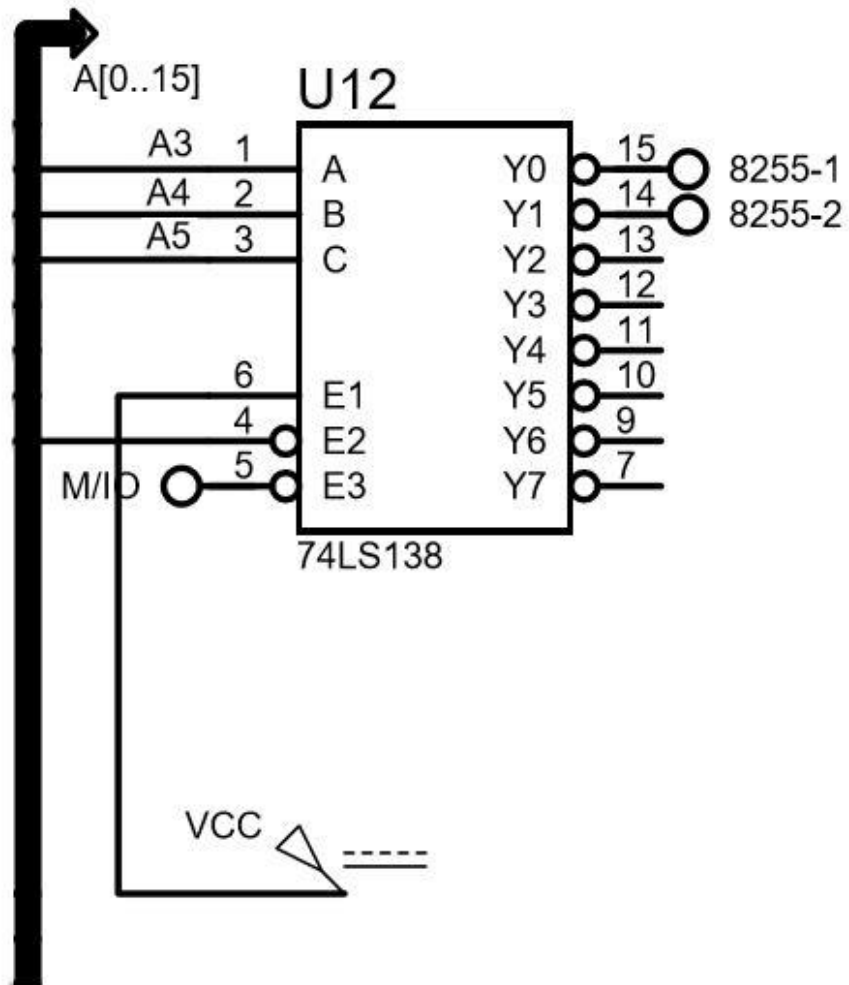 A[0..15]
U12
A3 1 A Y0 15 8255-1
A4 2 B Y1 14 8255-2
A5 3 C Y2 13
Y3 12
Y4 11
6 E1 Y5 10
4 E2 Y6 9
M/IO 5 E3 Y7 7
74LS138
VCC